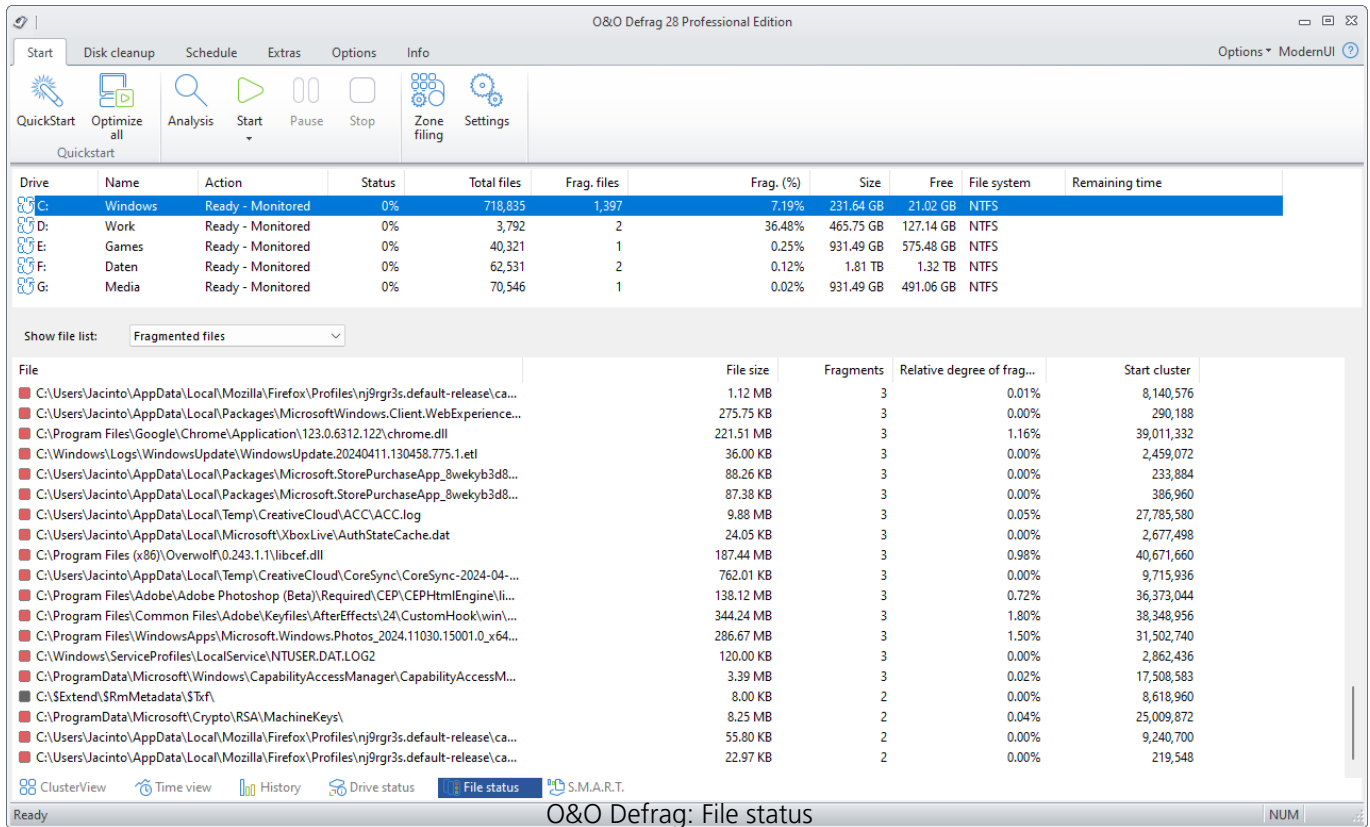 O&O Defrag 28 Professional Edition
Start Disk cleanup Schedule Extras Options Info Options ModernUI ?
QuickStart Optimize all Analysis Start Pause Stop Zone filing Settings
Quickstart
Drive Name Action Status Total files Frag. files Frag. (%) Size Free File system Remaining time
C: Windows Ready - Monitored 0% 718,835 1,397 7.19% 231.64 GB 21.02 GB NTFS
D: Work Ready - Monitored 0% 3,792 2 36.48% 465.75 GB 127.14 GB NTFS
E: Games Ready - Monitored 0% 40,321 1 0.25% 931.49 GB 575.48 GB NTFS
F: Daten Ready - Monitored 0% 62,531 2 0.12% 1.81 TB 1.32 TB NTFS
G: Media Ready - Monitored 0% 70,546 1 0.02% 931.49 GB 491.06 GB NTFS
Show file list: Fragmented files
File File size Fragments Relative degree of frag... Start cluster
C:\Users\Jacinto\AppData\Local\Mozilla\Firefox\Profiles\nj9rgr3s.default-release\ca... 1.12 MB 3 0.01% 8,140,576
C:\Users\Jacinto\AppData\Local\Packages\MicrosoftWindows.Client.WebExperience... 275.75 KB 3 0.00% 290,188
C:\Program Files\Google\Chrome\Application\123.0.6312.122\chrome.dll 221.51 MB 3 1.16% 39,011,332
C:\Windows\Logs\WindowsUpdate\WindowsUpdate.20240411.130458.775.1.etl 36.00 KB 3 0.00% 2,459,072
C:\Users\Jacinto\AppData\Local\Packages\Microsoft.StorePurchaseApp_8wekyb3d8... 88.26 KB 3 0.00% 233,884
C:\Users\Jacinto\AppData\Local\Packages\Microsoft.StorePurchaseApp_8wekyb3d8... 87.38 KB 3 0.00% 386,960
C:\Users\Jacinto\AppData\Local\Temp\CreativeCloud\ACC\ACC.log 9.88 MB 3 0.05% 27,785,580
C:\Users\Jacinto\AppData\Local\Microsoft\XboxLive\AuthStateCache.dat 24.05 KB 3 0.00% 2,677,498
C:\Program Files (x86)\Overwolf\0.243.1.1\libcef.dll 187.44 MB 3 0.98% 40,671,660
C:\Users\Jacinto\AppData\Local\Temp\CreativeCloud\CoreSync\CoreSync-2024-04-... 762.01 KB 3 0.00% 9,715,936
C:\Program Files\Adobe\Adobe Photoshop (Beta)\Required\CEP\CEPHtmlEngine\li... 138.12 MB 3 0.72% 36,373,044
C:\Program Files\Common Files\Adobe\Keyfiles\AfterEffects\24\CustomHook\win\... 344.24 MB 3 1.80% 38,348,956
C:\Program Files\WindowsApps\Microsoft.Windows.Photos_2024.11030.15001.0_x64... 286.67 MB 3 1.50% 31,502,740
C:\Windows\ServiceProfiles\LocalService\NTUSER.DAT.LOG2 120.00 KB 3 0.00% 2,862,436
C:\ProgramData\Microsoft\Windows\CapabilityAccessManager\CapabilityAccessM... 3.39 MB 3 0.02% 17,508,583
C:\$Extend\$RmMetadata\$Txf\ 8.00 KB 2 0.00% 8,618,960
C:\ProgramData\Microsoft\Crypto\RSA\MachineKeys\ 8.25 MB 2 0.04% 25,009,872
C:\Users\Jacinto\AppData\Local\Mozilla\Firefox\Profiles\nj9rgr3s.default-release\ca... 55.80 KB 2 0.00% 9,240,700
C:\Users\Jacinto\AppData\Local\Mozilla\Firefox\Profiles\nj9rgr3s.default-release\ca... 22.97 KB 2 0.00% 219,548
ClusterView Time view History Drive status File status S.M.A.R.T.
Ready O&O Defrag: File status NUM